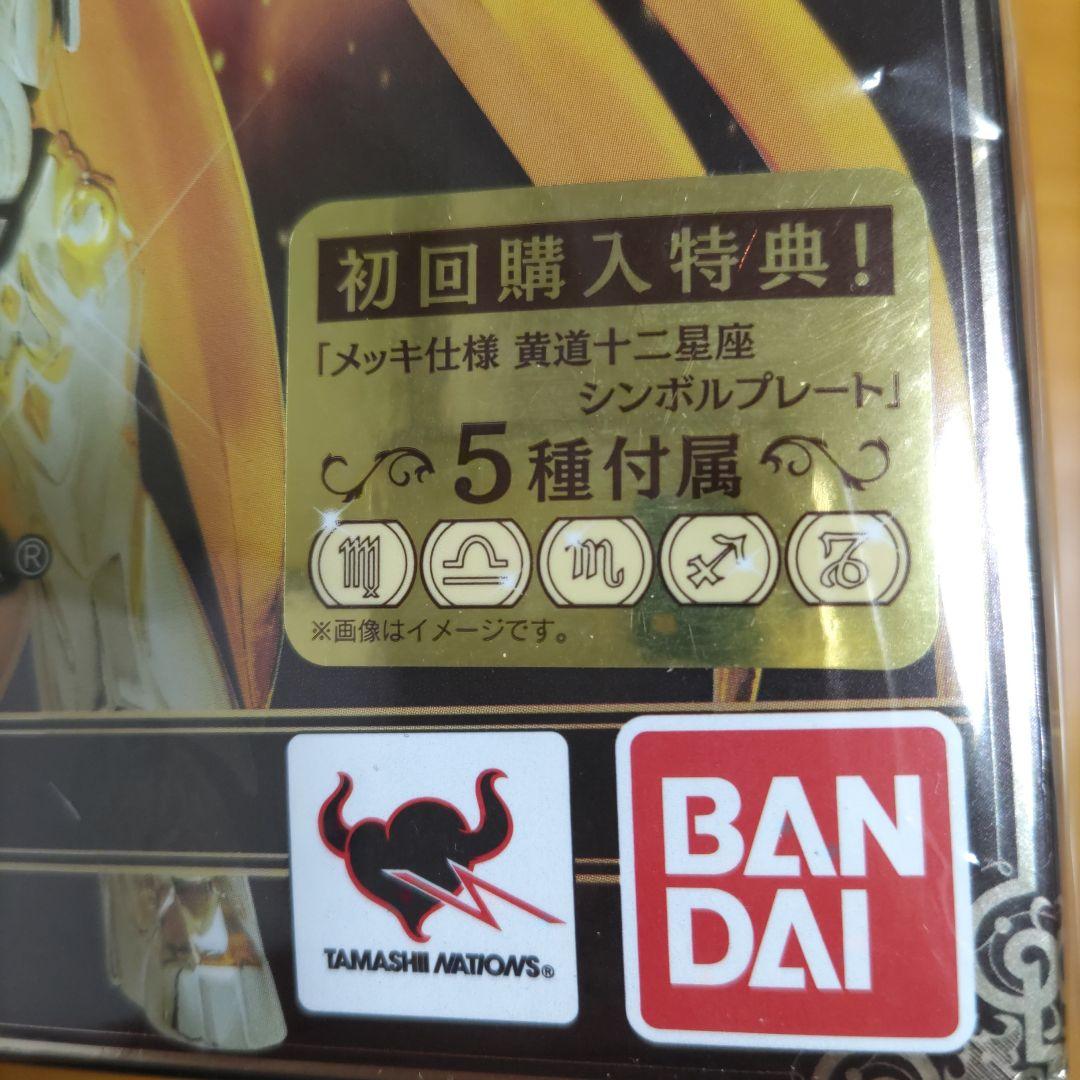 初回購入特典!
「メッキ仕様 黄道十二星座
シンボルプレート」
5種付属
※画像はイメージです。
®
TAMASHII NATIONS®
BAN
DAI